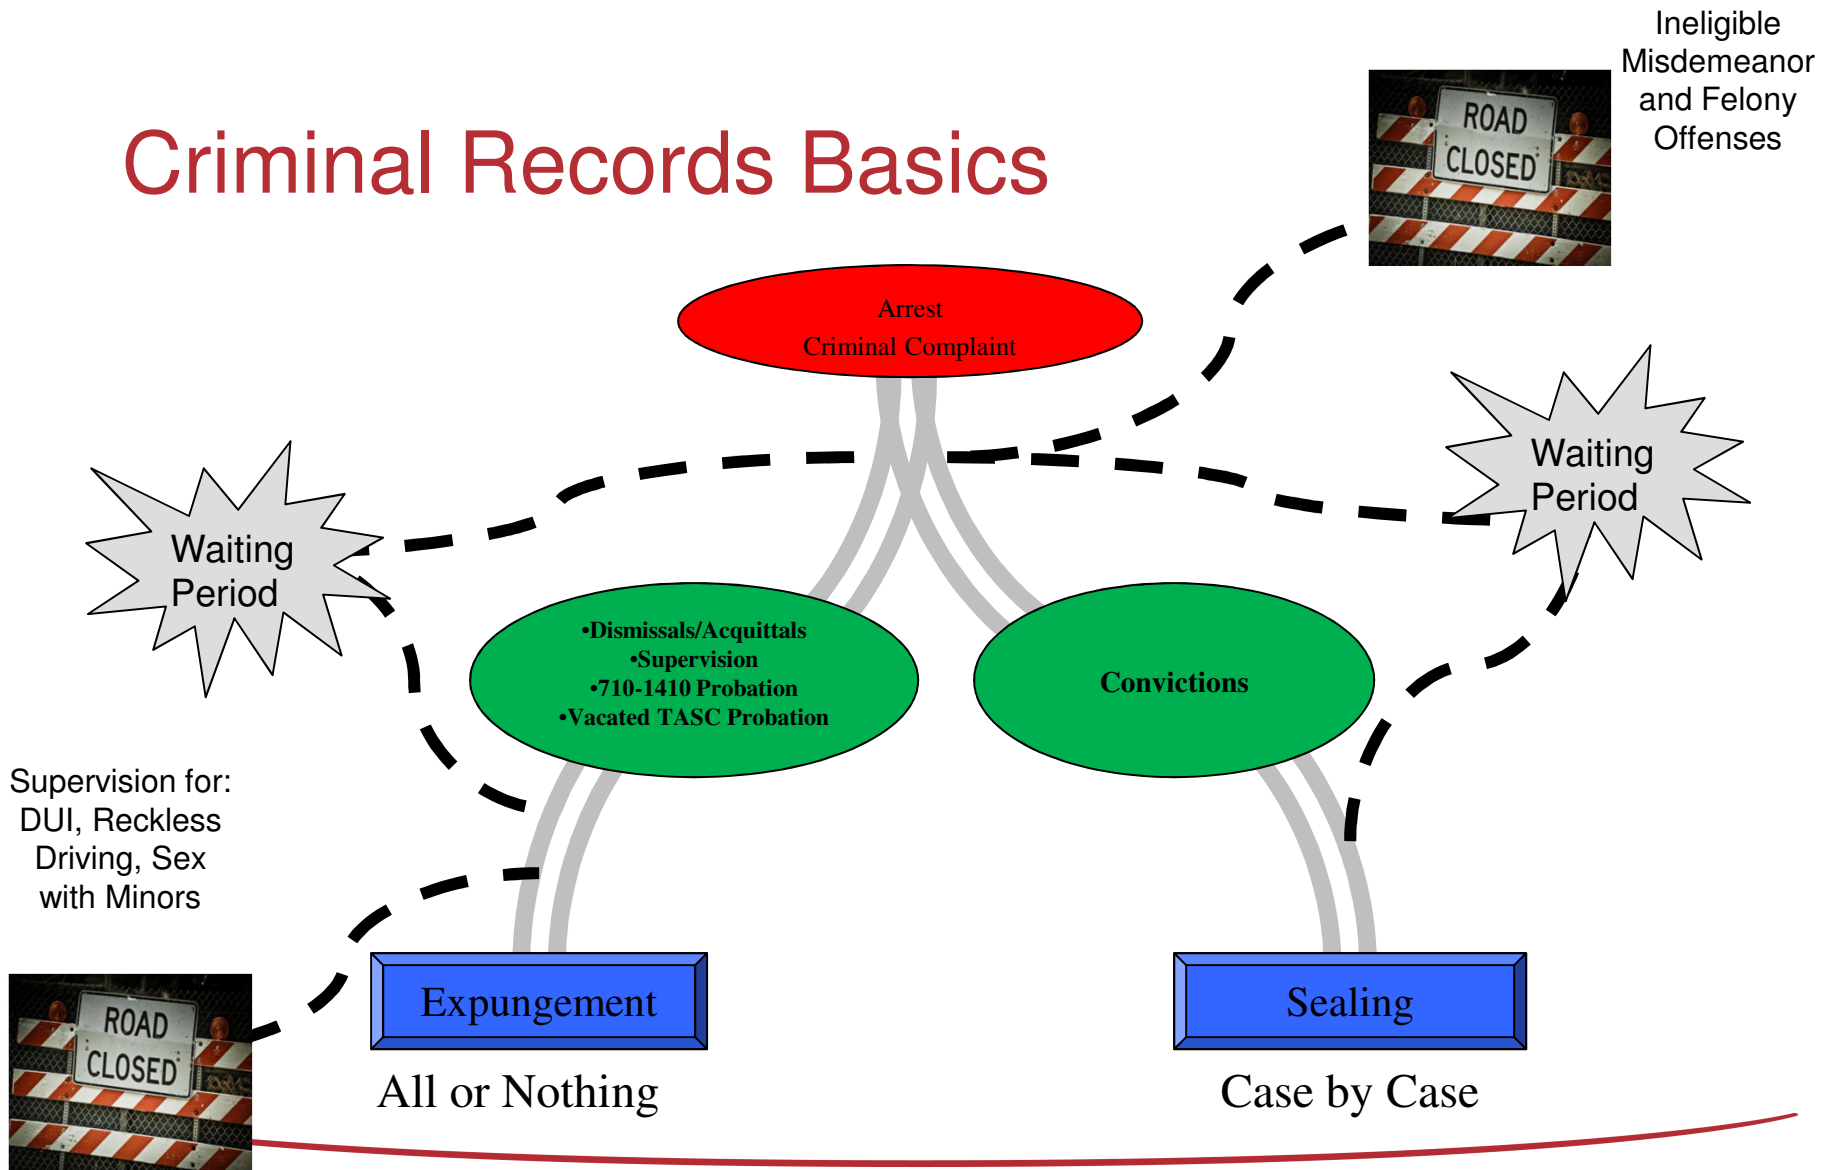 Criminal Records Basics
Ineligible
Misdemeanor
and Felony
Offenses
ROAD
CLOSED
Arrest
Criminal Complaint
Waiting
Period
Waiting
Period
•Dismissals/Acquittals
•Supervision
•710-1410 Probation
•Vacated TASC Probation
Convictions
Supervision for:
DUI, Reckless
Driving, Sex
with Minors
ROAD
CLOSED
Expungement
Sealing
All or Nothing
Case by Case